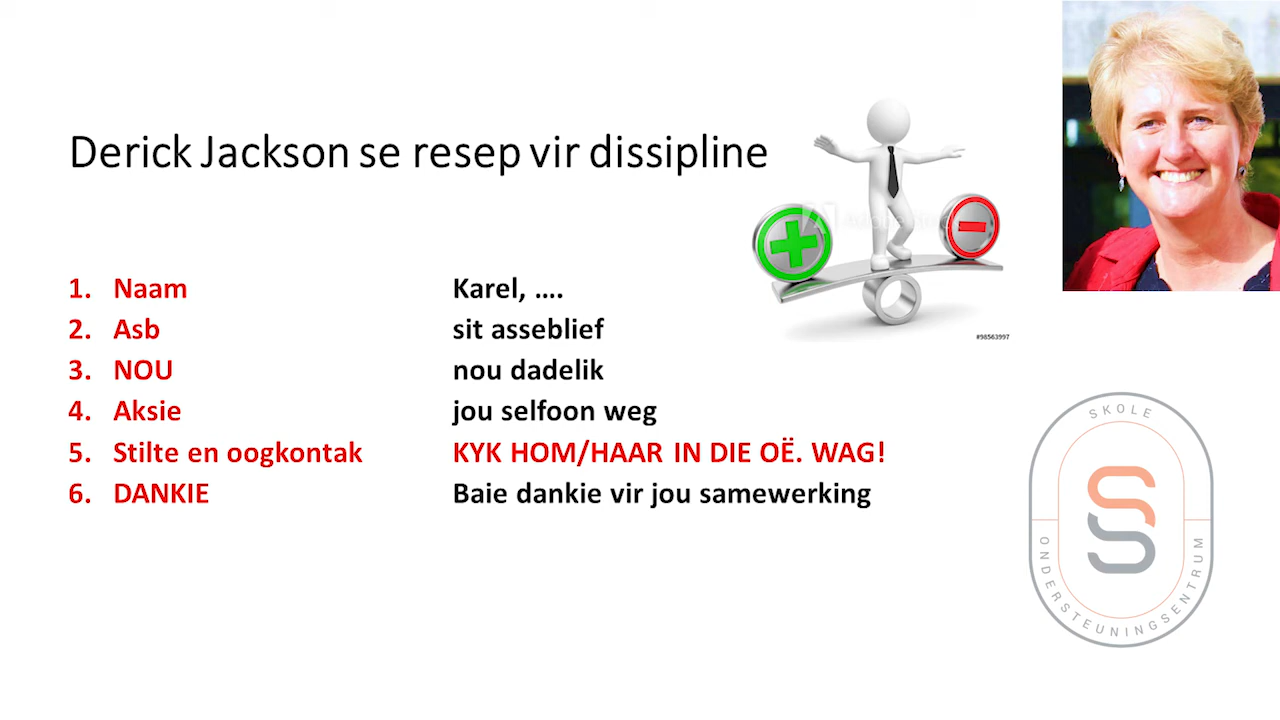 Derick Jackson se resep vir dissipline
1. Naam Karel, ....
2. Asb sit asseblief
3. NOU nou dadelik
4. Aksie jou selfoon weg
5. Stilte en oogkontak KYK HOM/HAAR IN DIE OË. WAG!
6. DANKIE Baie dankie vir jou samewerking
#98563997
SKOLE
ONDERSTEUNINGSENTRUM